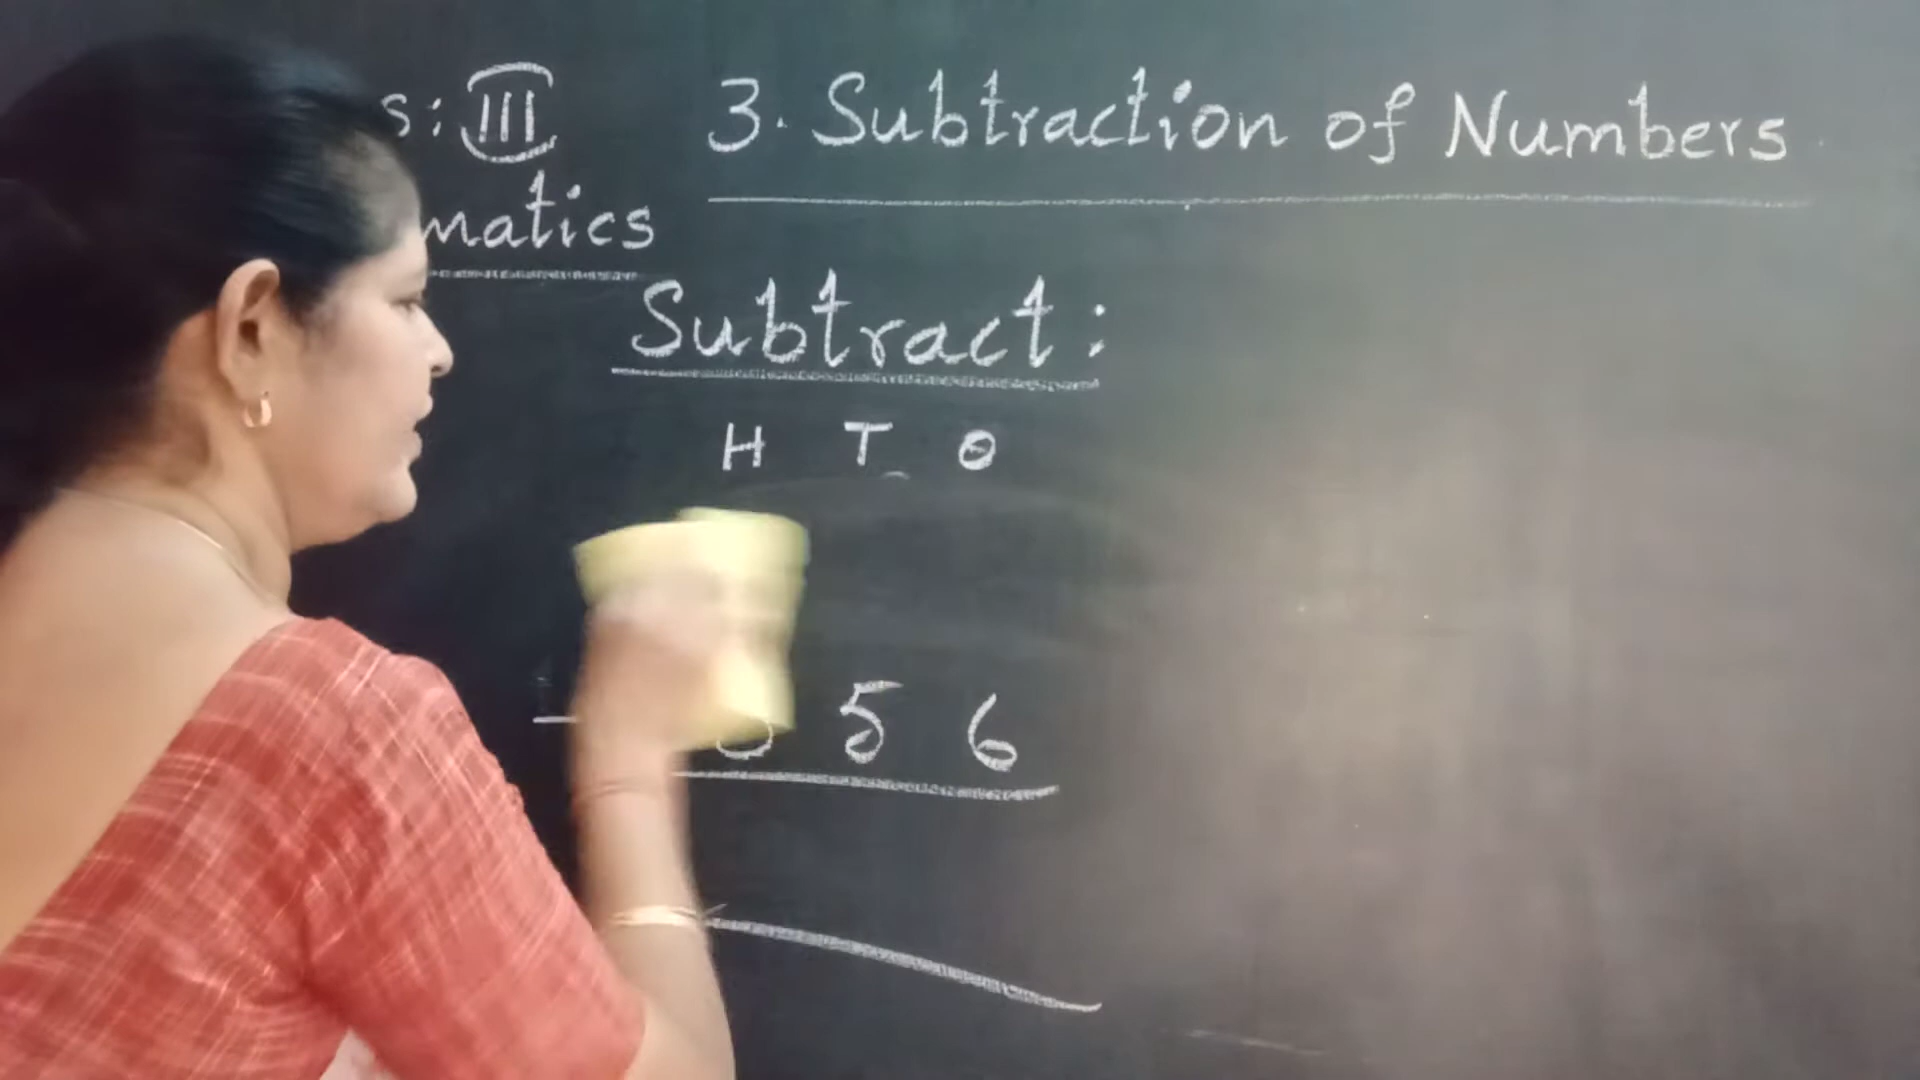 s: III
matics
3. Subtraction of Numbers
Subtract:
H T O
- 5 6